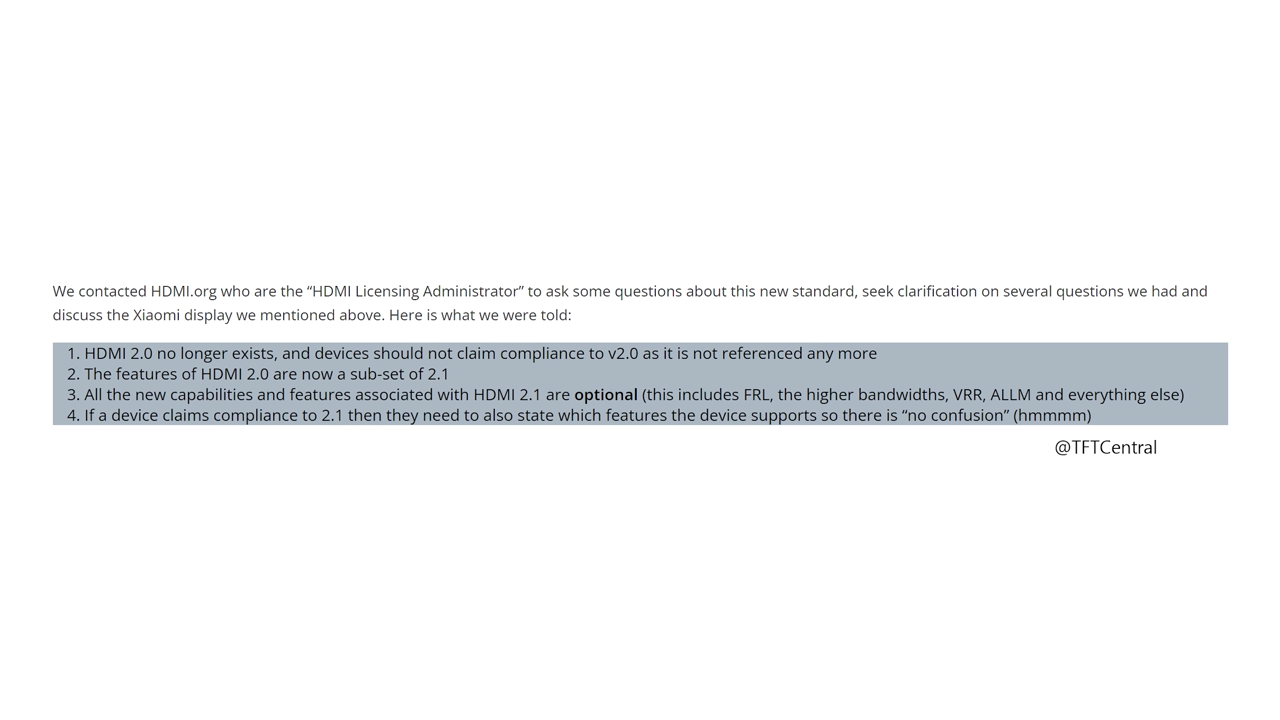 We contacted HDMI.org who are the “HDMI Licensing Administrator” to ask some questions about this new standard, seek clarification on several questions we had and
discuss the Xiaomi display we mentioned above. Here is what we were told:
1. HDMI 2.0 no longer exists, and devices should not claim compliance to v2.0 as it is not referenced any more
2. The features of HDMI 2.0 are now a sub-set of 2.1
3. All the new capabilities and features associated with HDMI 2.1 are optional (this includes FRL, the higher bandwidths, VRR, ALLM and everything else)
4. If a device claims compliance to 2.1 then they need to also state which features the device supports so there is “no confusion” (hmmmm)
@TFTCentral